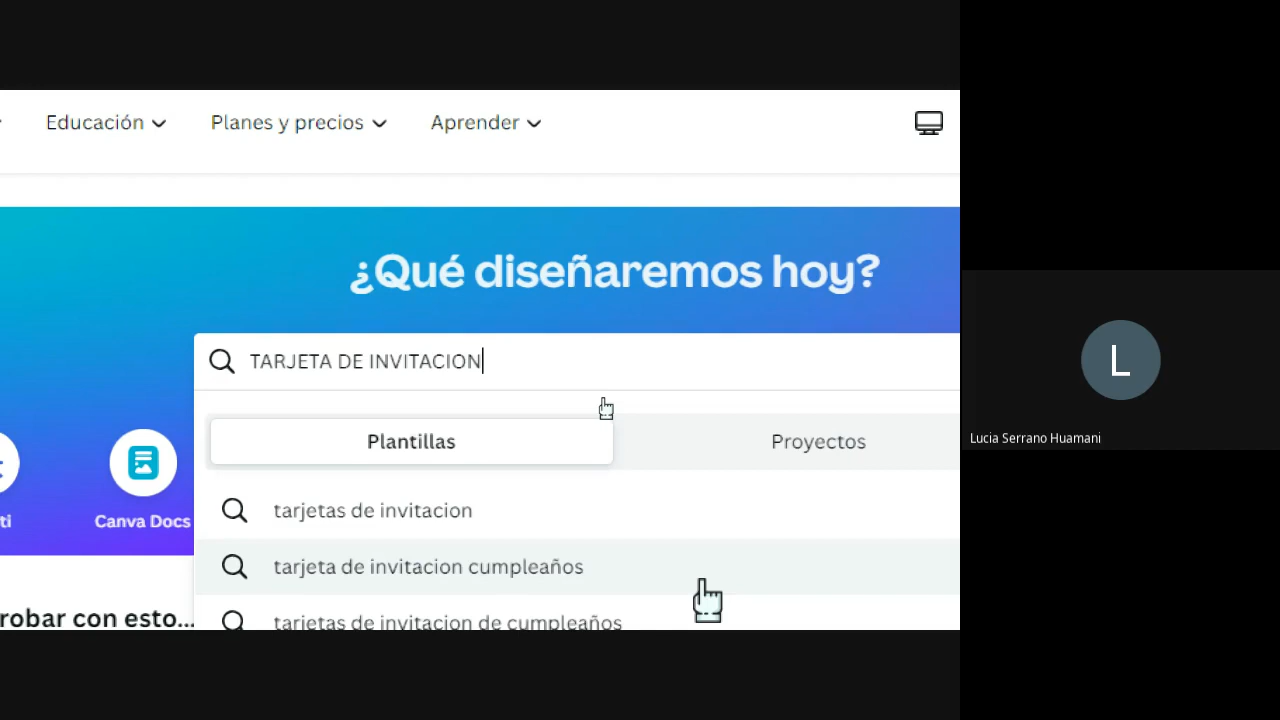 Educación
Planes y precios
Aprender
¿Qué diseñaremos hoy?
TARJETA DE INVITACION
Plantillas
Proyectos
tarjetas de invitacion
ti
Canva Docs
tarjeta de invitacion cumpleaños
robar con esto...
tarjetas de invitacion de cumpleaños
L
Lucia Serrano Huamani